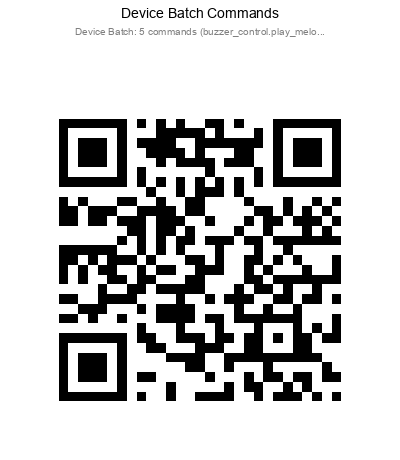 Device Batch Commands
Device Batch: 5 commands (buzzer_control.play_melo...